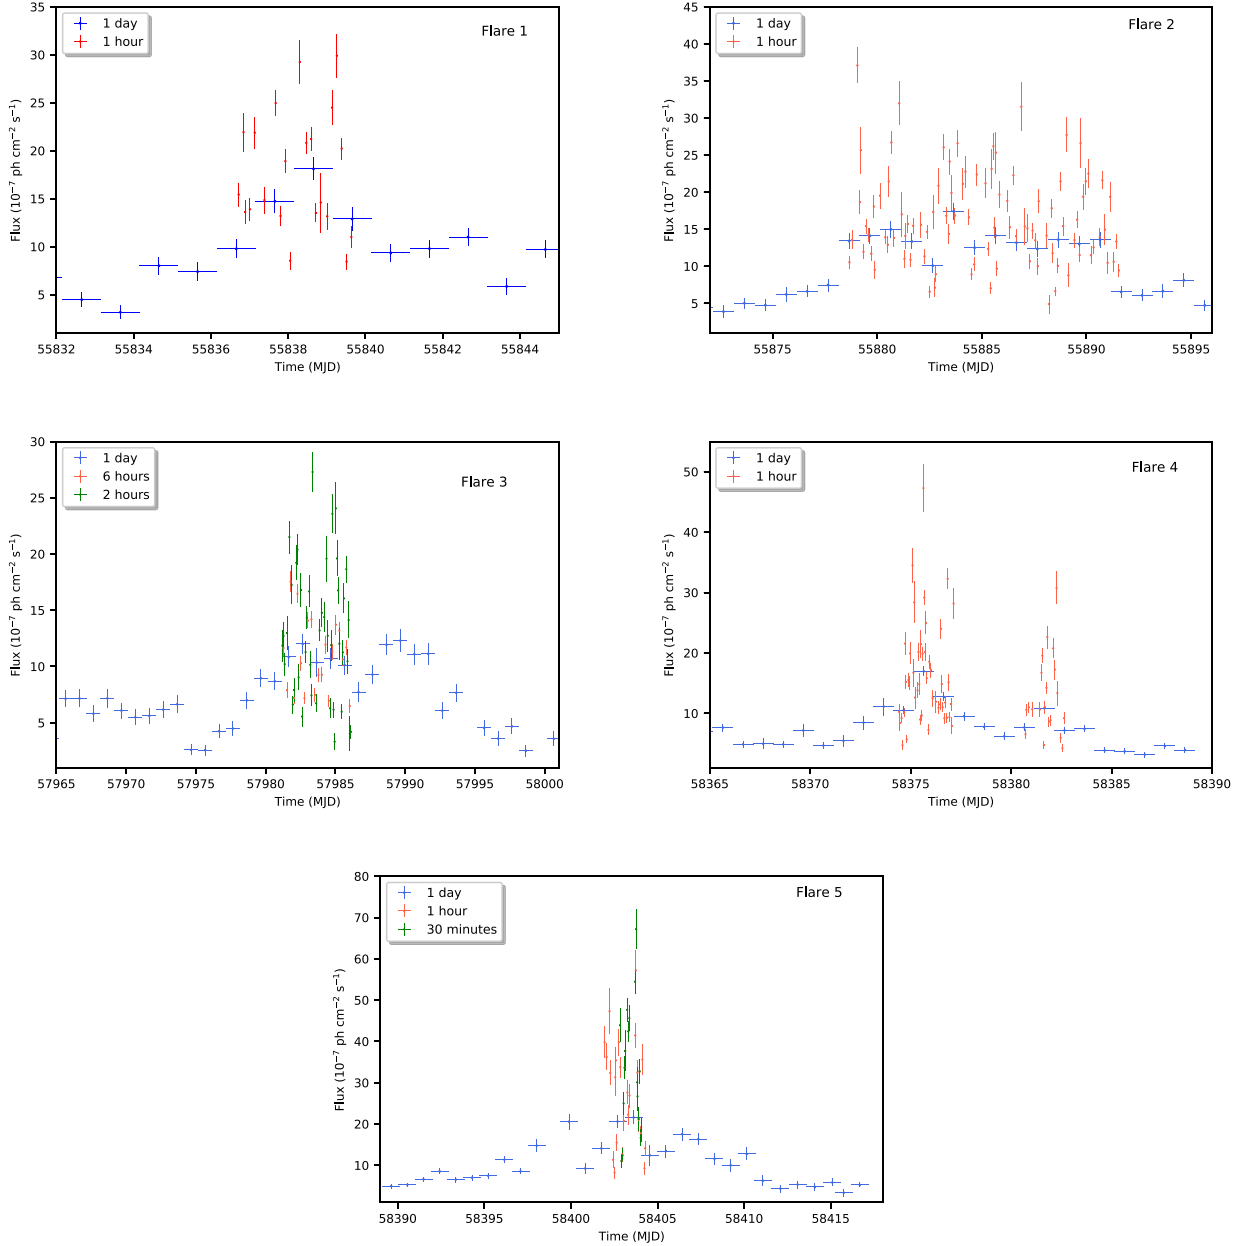 Flare 1
1 day
1 hour
35
30
25
20
15
10
5
Flux (10⁻⁷ ph cm⁻² s⁻¹)
55832 55834 55836 55838 55840 55842 55844
Time (MJD)
Flare 2
1 day
1 hour
45
40
35
30
25
20
15
10
5
Flux (10⁻⁷ ph cm⁻² s⁻¹)
55875 55880 55885 55890 55895
Time (MJD)
Flare 3
1 day
6 hours
2 hours
30
25
20
15
10
5
Flux (10⁻⁷ ph cm⁻² s⁻¹)
57965 57970 57975 57980 57985 57990 57995 58000
Time (MJD)
Flare 4
1 day
1 hour
50
40
30
20
10
Flux (10⁻⁷ ph cm⁻² s⁻¹)
58365 58370 58375 58380 58385 58390
Time (MJD)
Flare 5
1 day
1 hour
30 minutes
80
70
60
50
40
30
20
10
Flux (10⁻⁷ ph cm⁻² s⁻¹)
58390 58395 58400 58405 58410 58415
Time (MJD)